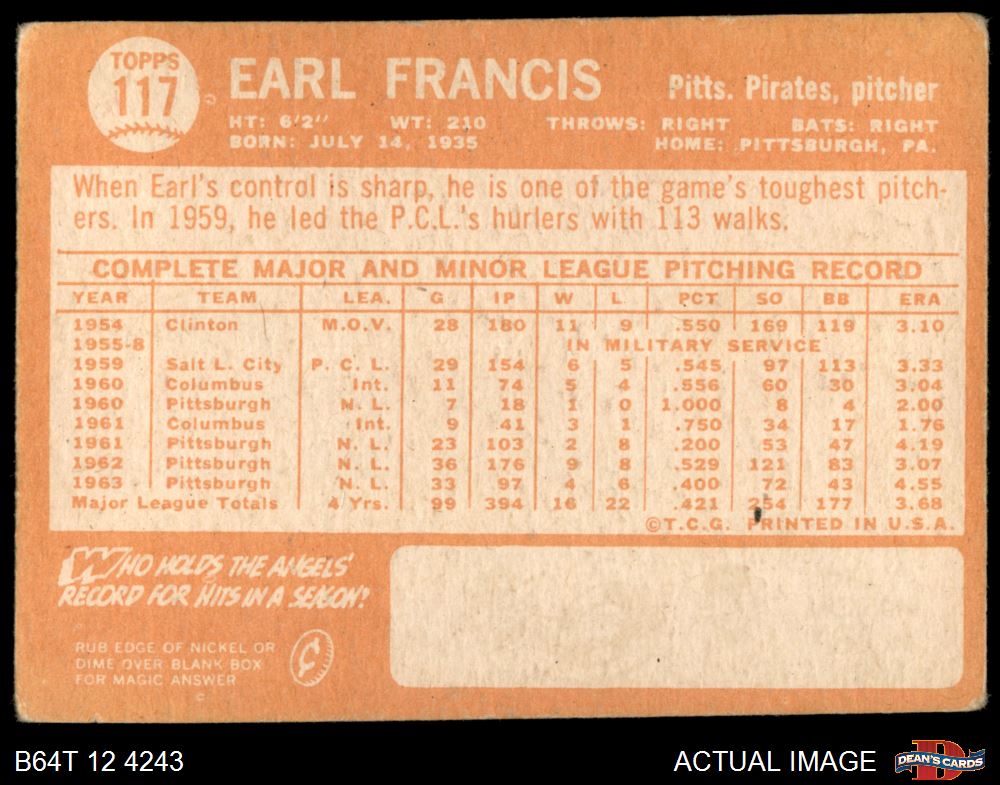 TOPPS
117
EARL FRANCIS
Pitts. Pirates, pitcher
HT: 6'2" WT: 210 THROWS: RIGHT BATS: RIGHT
BORN: JULY 14, 1935 HOME: PITTSBURGH, PA.
When Earl's control is sharp, he is one of the game's toughest pitch-
ers. In 1959, he led the P.C.L.'s hurlers with 113 walks.
COMPLETE MAJOR AND MINOR LEAGUE PITCHING RECORD
YEAR TEAM LEA. G IP W L PCT SO BB ERA
1954 Clinton M.O.V. 28 180 11 9 .550 169 119 3.10
1955-8 IN MILITARY SERVICE
1959 Salt L. City P. C. L. 29 154 6 5 .545 97 113 3.33
1960 Columbus Int. 11 74 5 4 .556 60 30 3.04
1960 Pittsburgh N. L. 7 18 1 0 1.000 8 4 2.00
1961 Columbus Int. 9 41 3 1 .750 34 17 1.76
1961 Pittsburgh N. L. 23 103 2 8 .200 53 47 4.19
1962 Pittsburgh N. L. 36 176 9 8 .529 121 83 3.07
1963 Pittsburgh N. L. 33 97 4 6 .400 72 43 4.55
Major League Totals 4 Yrs. 99 394 16 22 .421 254 177 3.68
©T.C.G. PRINTED IN U.S.A.
WHO HOLDS THE ANGELS'
RECORD FOR HITS IN A SEASON?
RUB EDGE OF NICKEL OR
DIME OVER BLANK BOX
FOR MAGIC ANSWER
¢
B64T 12 4243
ACTUAL IMAGE
D
DEAN'S CARDS